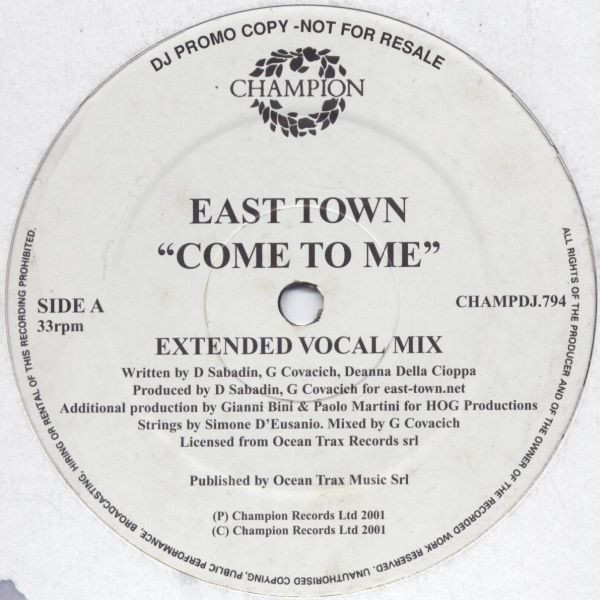 DJ PROMO COPY -NOT FOR RESALE
CHAMPION
EAST TOWN
“COME TO ME”
SIDE A
33rpm
CHAMPDJ.794
EXTENDED VOCAL MIX
Written by D Sabadin, G Covacich, Deanna Della Cioppa
Produced by D Sabadin, G Covacich for east-town.net
Additional production by Gianni Bini & Paolo Martini for HOG Productions
Strings by Simone D'Eusanio. Mixed by G Covacich
Licensed from Ocean Trax Records srl
Published by Ocean Trax Music Srl
(P) Champion Records Ltd 2001
(C) Champion Records Ltd 2001
ALL RIGHTS OF THE PRODUCER AND OF THE OWNER OF THE RECORDED WORK RESERVED. UNAUTHORISED COPYING, PUBLIC PERFORMANCE, BROADCASTING, HIRING OR RENTAL OF THIS RECORDING PROHIBITED.